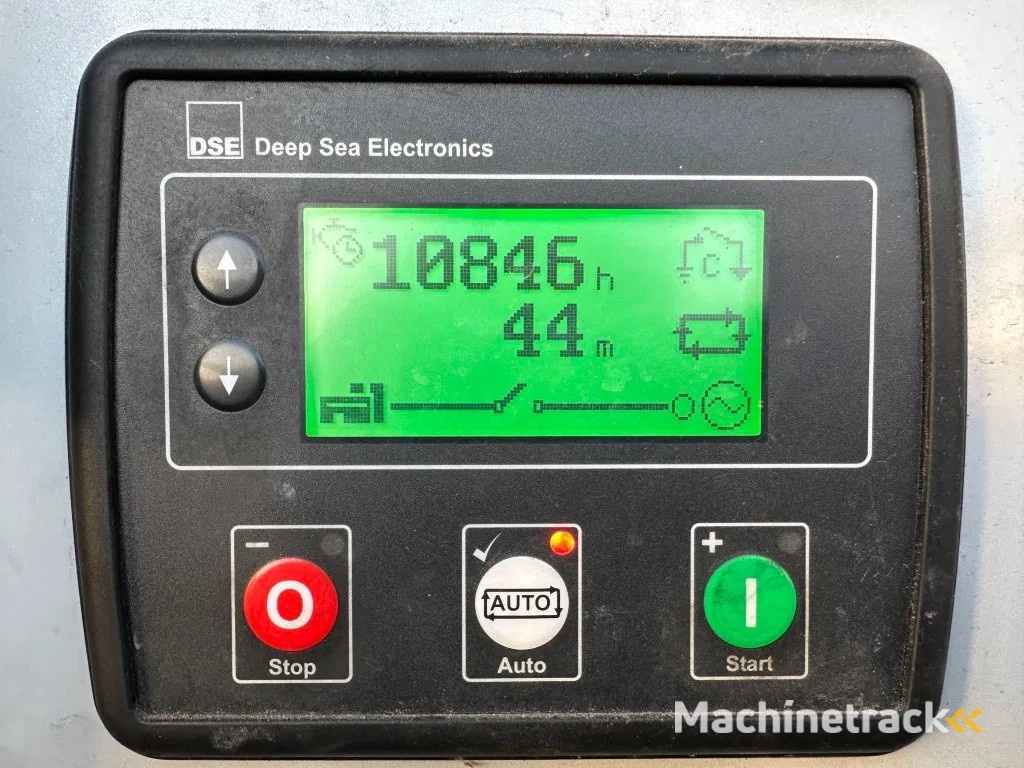 DSE Deep Sea Electronics
10846 h
C
44 m
O
AUTO
I
Stop
Auto
Start
Machinetrack